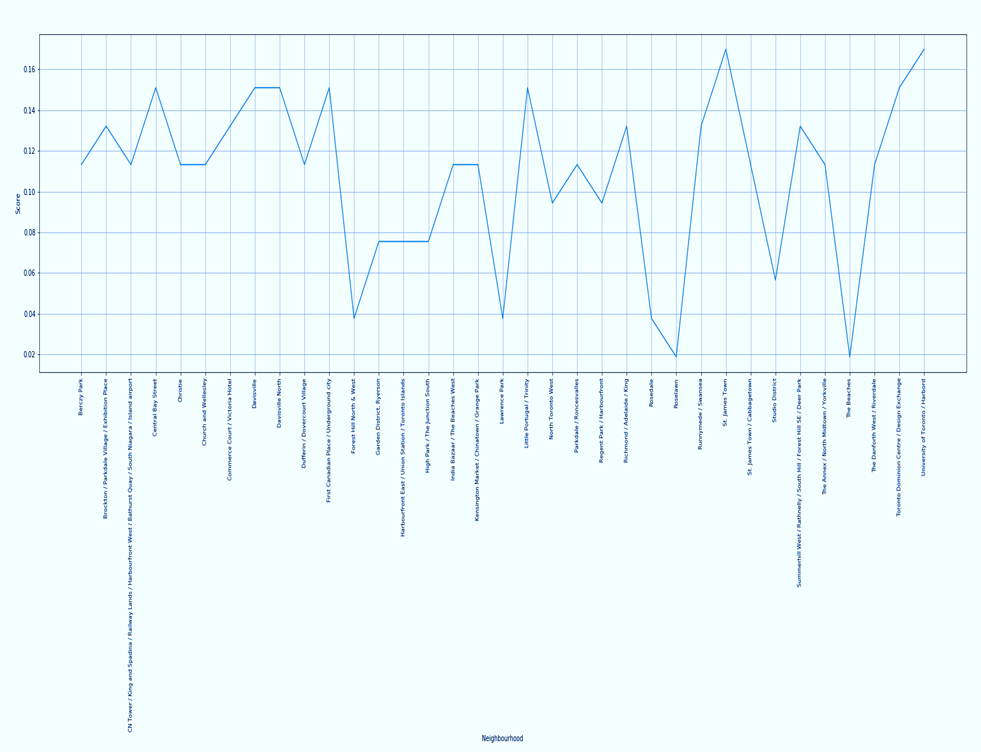 0.16
0.14
0.12
0.10
0.08
0.06
0.04
0.02
Score
Berczy Park
Brockton / Parkdale Village / Exhibition Place
CN Tower / King and Spadina / Railway Lands / Harbourfront West / Bathurst Quay / South Niagara / Island airport
Central Bay Street
Christie
Church and Wellesley
Commerce Court / Victoria Hotel
Davisville
Davisville North
Dufferin / Dovercourt Village
First Canadian Place / Underground city
Forest Hill North & West
Garden District, Ryerson
Harbourfront East / Union Station / Toronto Islands
High Park / The Junction South
India Bazaar / The Beaches West
Kensington Market / Chinatown / Grange Park
Lawrence Park
Little Portugal / Trinity
North Toronto West
Parkdale / Roncesvalles
Regent Park / Harbourfront
Richmond / Adelaide / King
Rosedale
Roselawn
Runnymede / Swansea
St. James Town
St. James Town / Cabbagetown
Studio District
Summerhill West / Rathnelly / South Hill / Forest Hill SE / Deer Park
The Annex / North Midtown / Yorkville
The Beaches
The Danforth West / Riverdale
Toronto Dominion Centre / Design Exchange
University of Toronto / Harbord
Neighbourhood